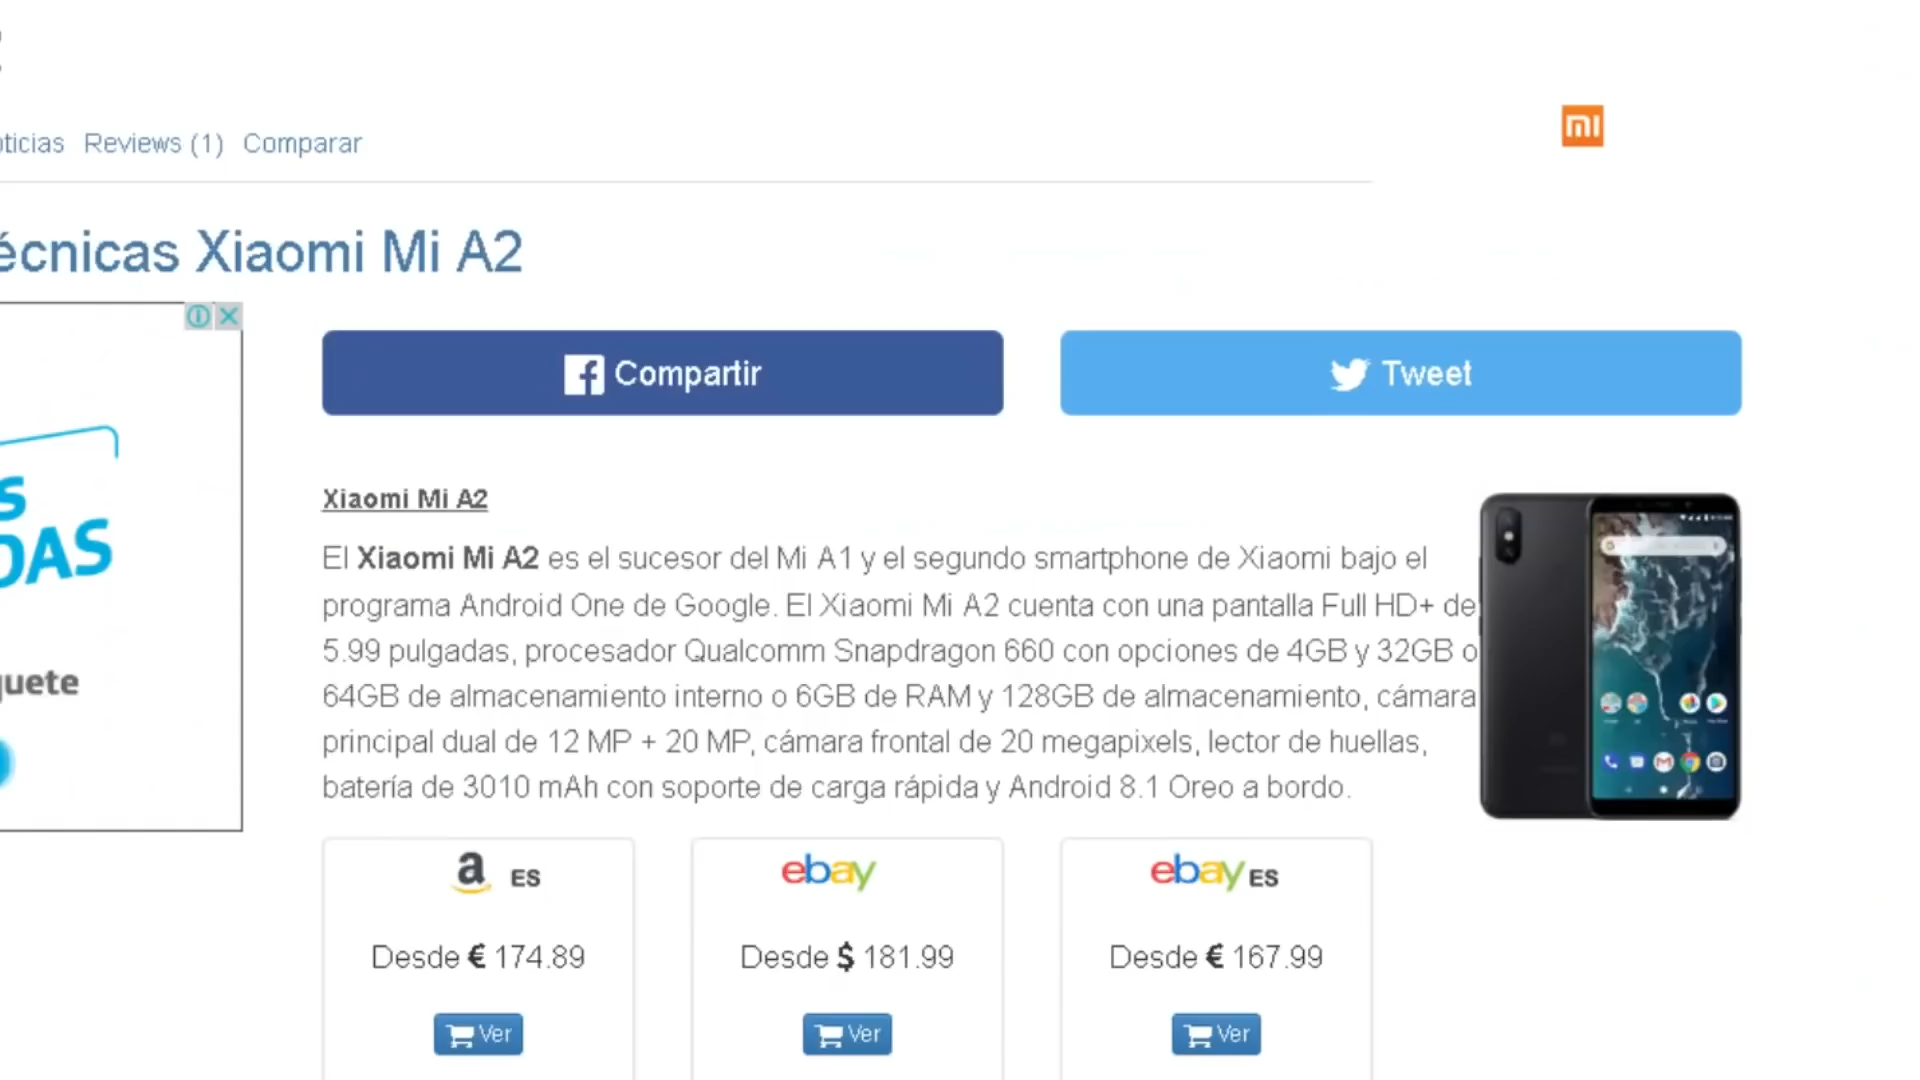 Reviews (1) Comparar
mi
écnicas Xiaomi Mi A2
Compartir
Tweet
S
DAS
quete
Xiaomi Mi A2
El Xiaomi Mi A2 es el sucesor del Mi A1 y el segundo smartphone de Xiaomi bajo el
programa Android One de Google. El Xiaomi Mi A2 cuenta con una pantalla Full HD+ de
5.99 pulgadas, procesador Qualcomm Snapdragon 660 con opciones de 4GB y 32GB o
64GB de almacenamiento interno o 6GB de RAM y 128GB de almacenamiento, cámara
principal dual de 12 MP + 20 MP, cámara frontal de 20 megapixels, lector de huellas,
batería de 3010 mAh con soporte de carga rápida y Android 8.1 Oreo a bordo.
a ES
Desde € 174.89
Ver
ebay
Desde $ 181.99
Ver
ebay ES
Desde € 167.99
Ver